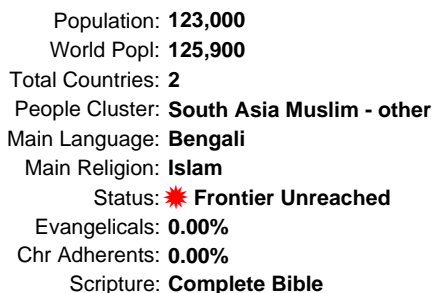 Population: 123,000
World Popl: 125,900
Total Countries: 2
People Cluster: South Asia Muslim - other
Main Language: Bengali
Main Religion: Islam
Status: Frontier Unreached
Evangelicals: 0.00%
Chr Adherents: 0.00%
Scripture: Complete Bible